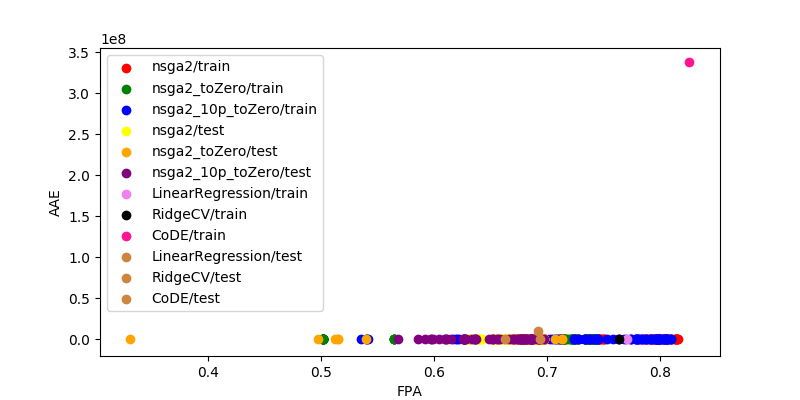 1e8
3.5
3.0
2.5
2.0
1.5
1.0
0.5
0.0
AAE
nsga2/train
nsga2_toZero/train
nsga2_10p_toZero/train
nsga2/test
nsga2_toZero/test
nsga2_10p_toZero/test
LinearRegression/train
RidgeCV/train
CoDE/train
LinearRegression/test
RidgeCV/test
CoDE/test
0.4 0.5 0.6 0.7 0.8
FPA